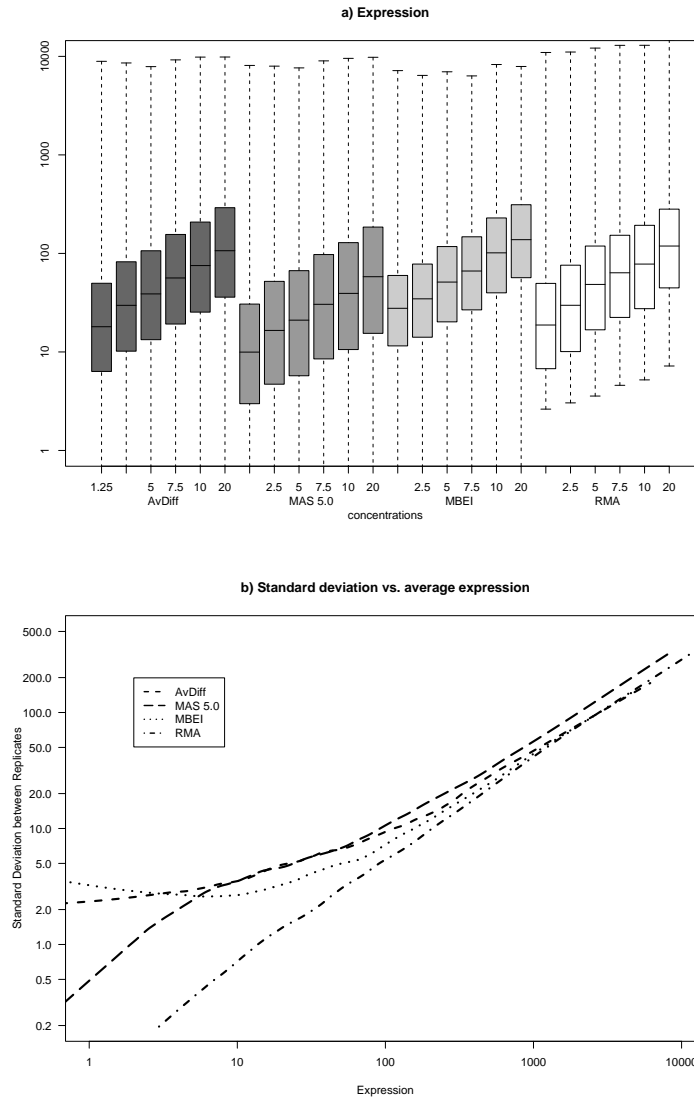 a) Expression
10000
1000
100
10
1
1.25 5 7.5 10 20 2.5 5 7.5 10 20 2.5 5 7.5 10 20 2.5 5 7.5 10 20
AvDiff MAS 5.0 MBEI RMA
concentrations
b) Standard deviation vs. average expression
Standard Deviation between Replicates
500.0
200.0
100.0
50.0
20.0
10.0
5.0
2.0
1.0
0.5
0.2
AvDiff
MAS 5.0
MBEI
RMA
1 10 100 1000 10000
Expression